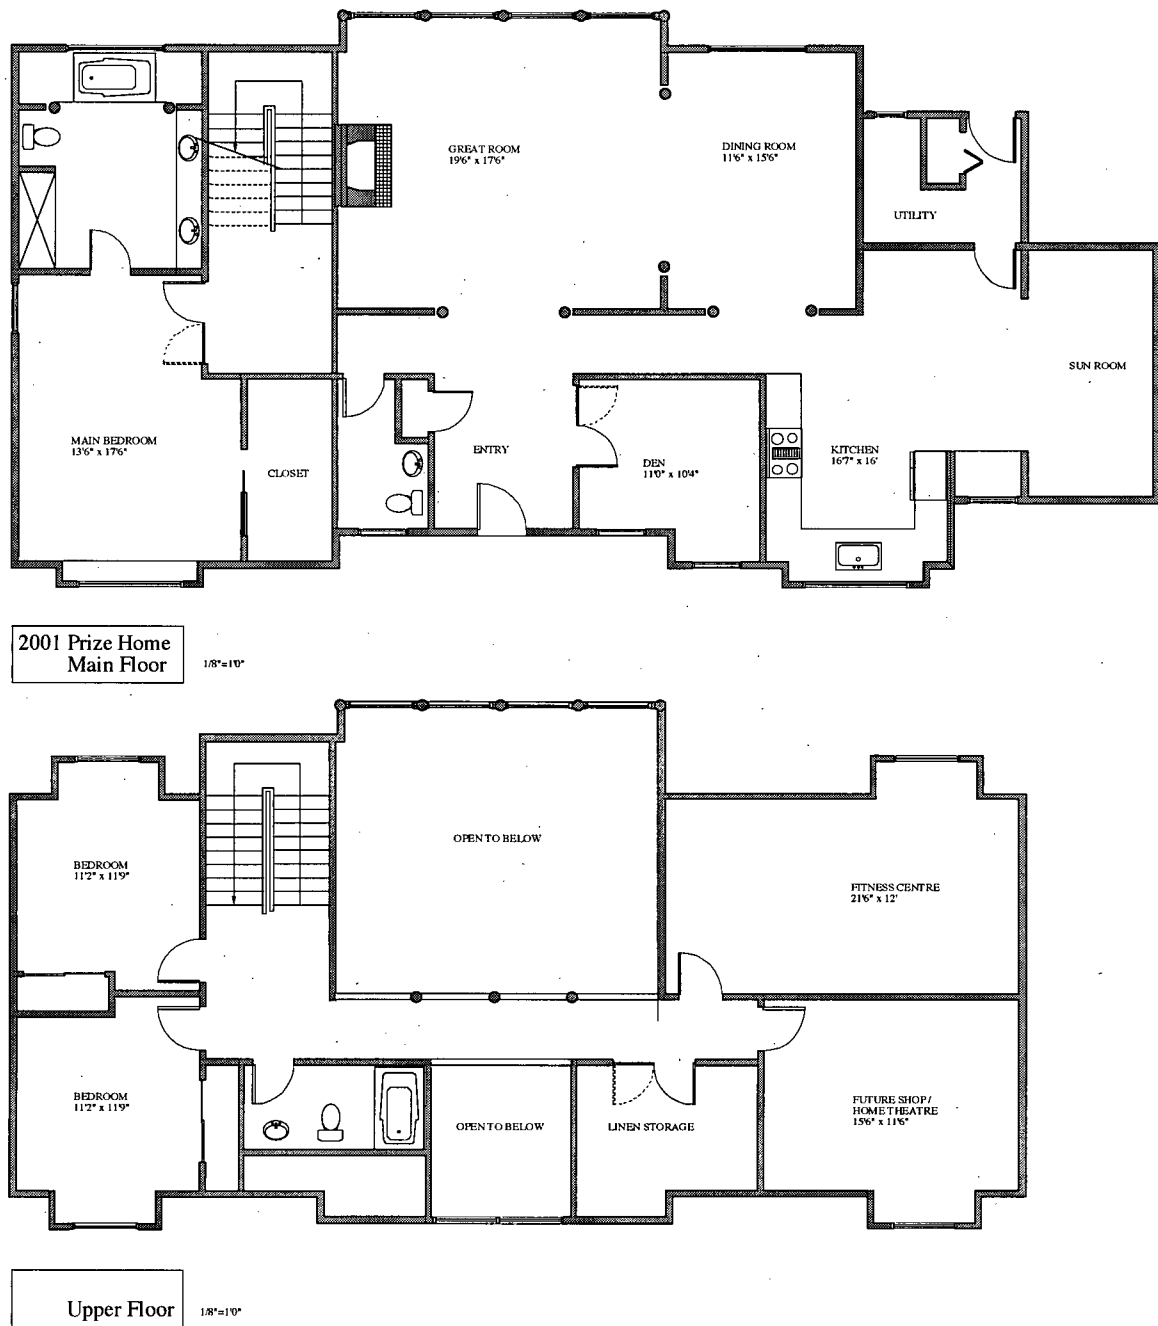 GREAT ROOM
19'6" x 17'6"
DINING ROOM
11'6" x 15'6"
UTILITY
SUN ROOM
MAIN BEDROOM
13'6" x 17'6"
CLOSET
ENTRY
DEN
11'0" x 10'4"
KITCHEN
16'7" x 16'
2001 Prize Home
Main Floor
1/8"=1'0"
OPEN TO BELOW
BEDROOM
11'2" x 11'9"
FITNESS CENTRE
21'6" x 12'
BEDROOM
11'2" x 11'9"
OPEN TO BELOW
LINEN STORAGE
FUTURE SHOP /
HOME THEATRE
15'6" x 11'6"
Upper Floor
1/8"=1'0"